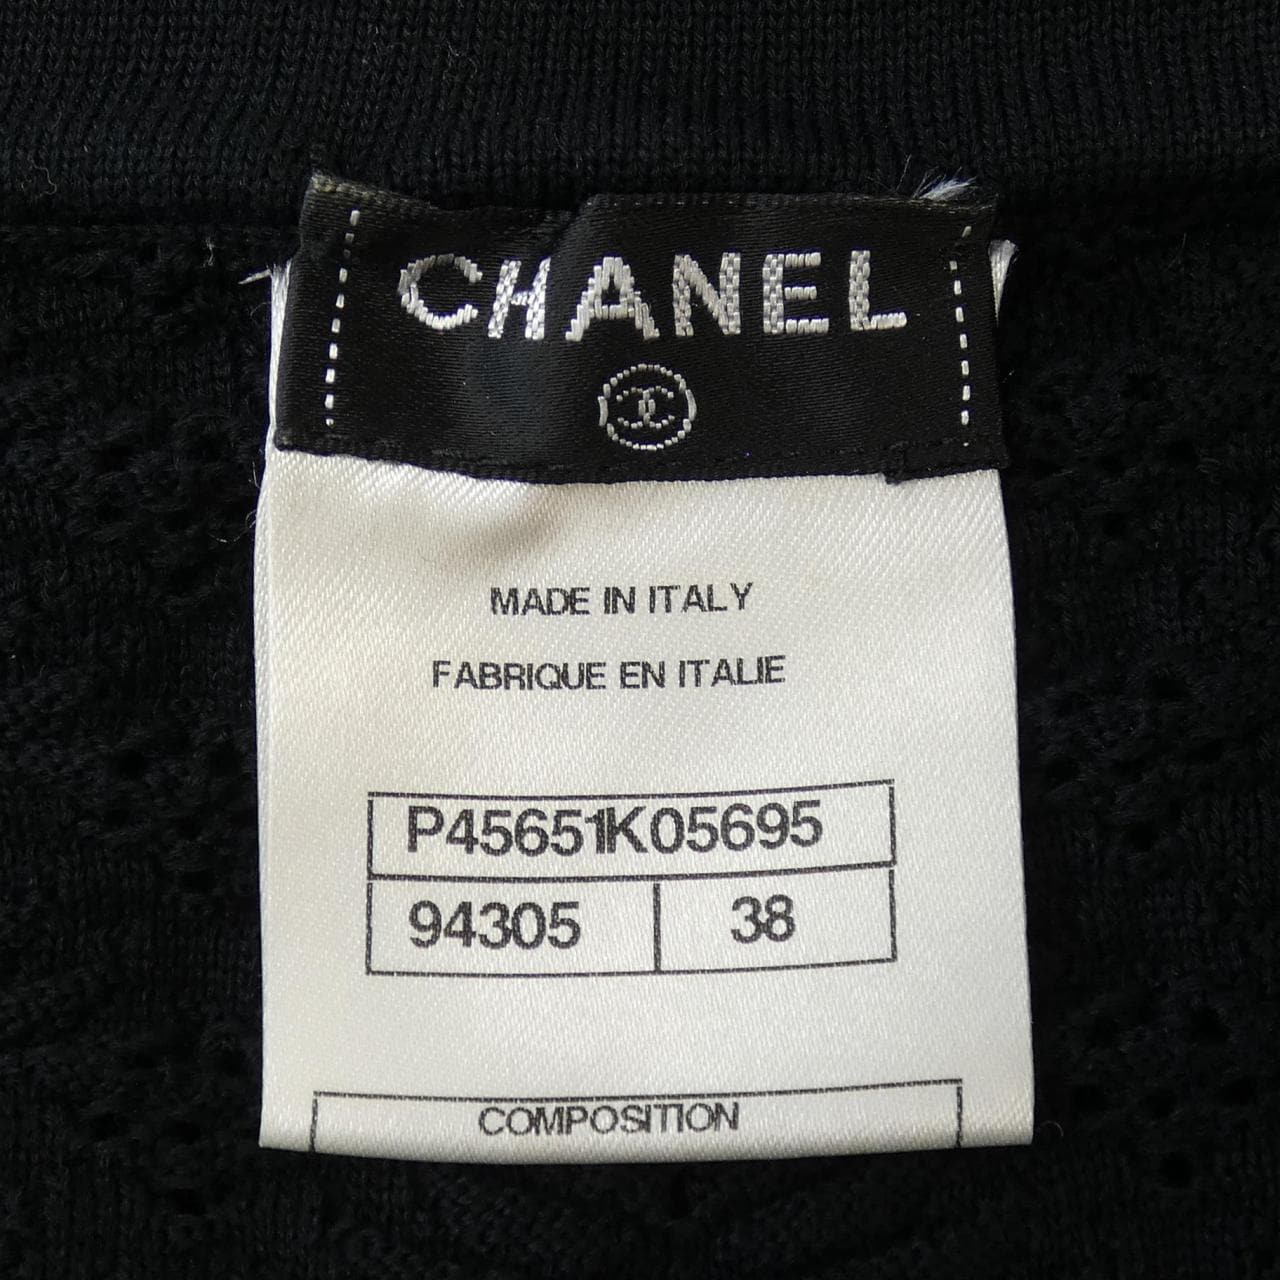 CHANEL
MADE IN ITALY
FABRIQUE EN ITALIE
P45651K05695
94305 38
COMPOSITION